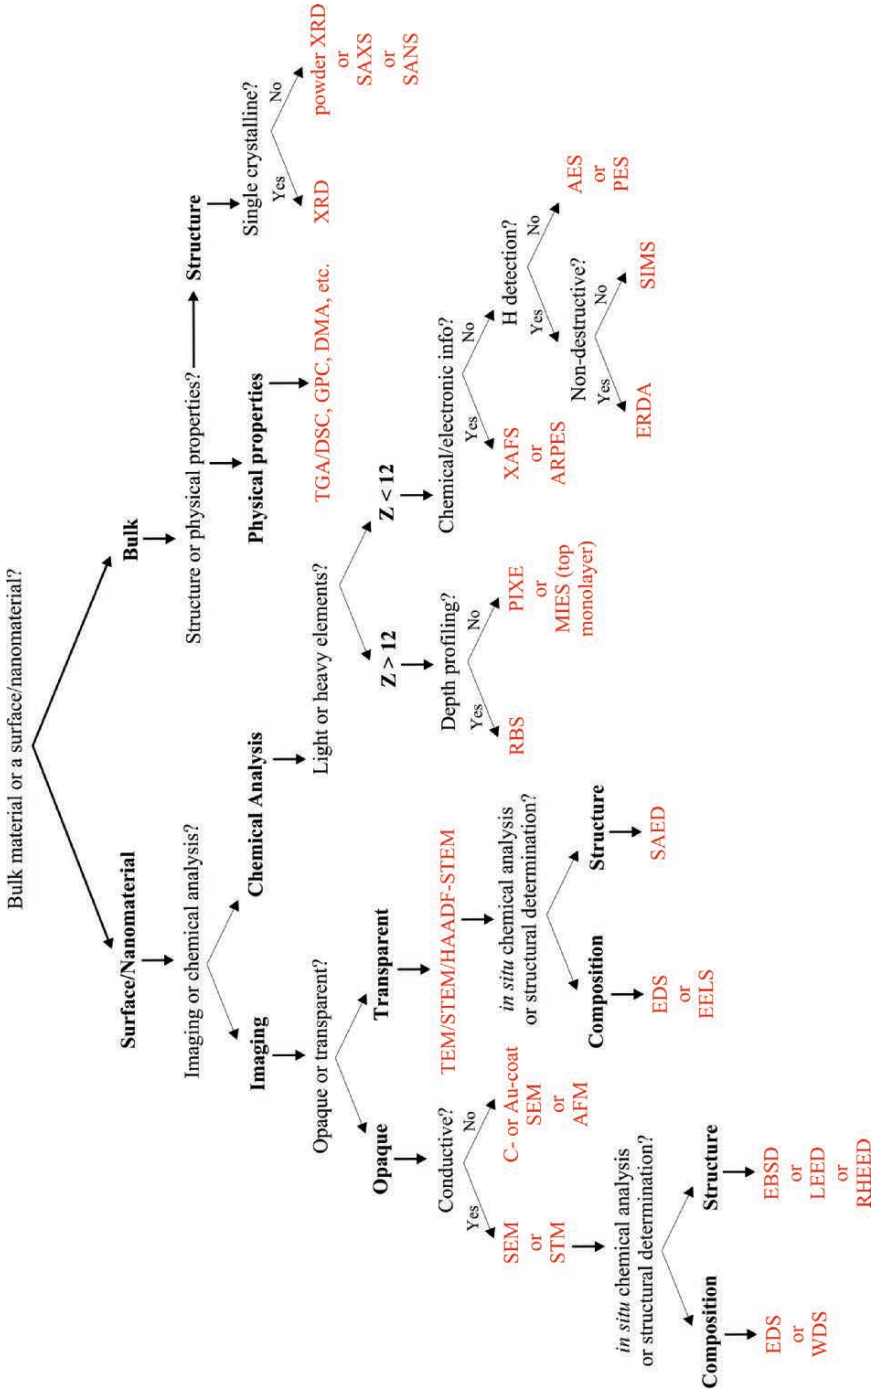 Bulk material or a surface/nanomaterial?
Surface/Nanomaterial
Bulk
Imaging or chemical analysis?
Structure or physical properties?
Imaging
Chemical Analysis
Physical properties
Structure
Opaque or transparent?
Light or heavy elements?
TGA/DSC, GPC, DMA, etc.
Single crystalline?
Yes
No
XRD
powder XRD
or
SAXS
or
SANS
Opaque
Transparent
Z > 12
Z < 12
Conductive?
Yes
No
SEM
or
STM
C- or Au-coat
SEM
or
AFM
TEM/STEM/HAADF-STEM
in situ chemical analysis
or structural determination?
Composition
Structure
EDS
or
EELS
SAED
Depth profiling?
Yes
No
RBS
PIXE
or
MIES (top
monolayer)
Chemical/electronic info?
Yes
No
XAFS
or
ARPES
H detection?
Yes
No
Non-destructive?
Yes
No
ERDA
SIMS
AES
or
PES
in situ chemical analysis
or structural determination?
Composition
Structure
EDS
or
WDS
EBSD
or
LEED
or
RHEED